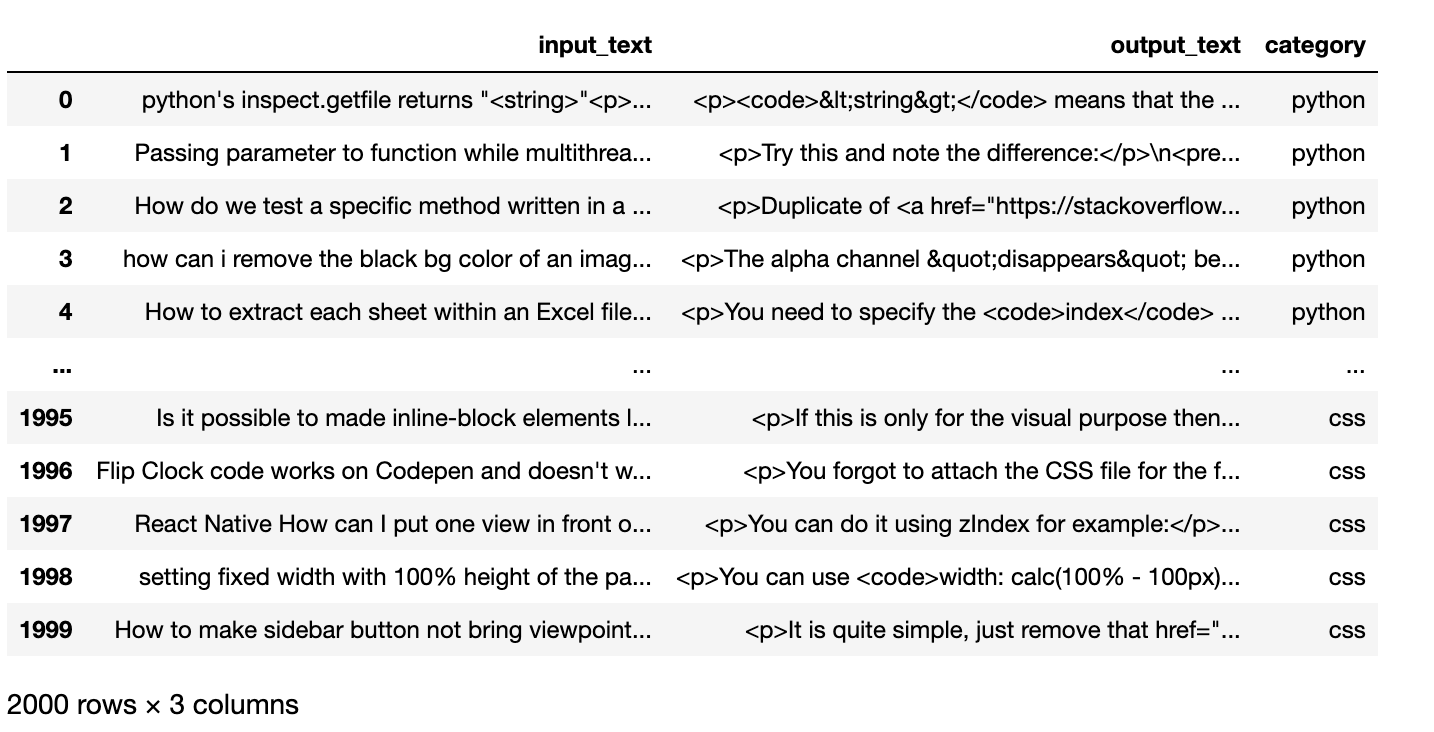 input_text output_text category
0 python's inspect.getfile returns "<string>"<p>... <p><code>&lt;string&gt;</code> means that the ... python
1 Passing parameter to function while multithrea... <p>Try this and note the difference:</p>\n<pre... python
2 How do we test a specific method written in a ... <p>Duplicate of <a href="https://stackoverflow... python
3 how can i remove the black bg color of an imag... <p>The alpha channel &quot;disappears&quot; be... python
4 How to extract each sheet within an Excel file... <p>You need to specify the <code>index</code> ... python
... ... ... ...
1995 Is it possible to made inline-block elements l... <p>If this is only for the visual purpose then... css
1996 Flip Clock code works on Codepen and doesn't w... <p>You forgot to attach the CSS file for the f... css
1997 React Native How can I put one view in front o... <p>You can do it using zIndex for example:</p>... css
1998 setting fixed width with 100% height of the pa... <p>You can use <code>width: calc(100% - 100px)... css
1999 How to make sidebar button not bring viewpoint... <p>It is quite simple, just remove that href="... css
2000 rows × 3 columns